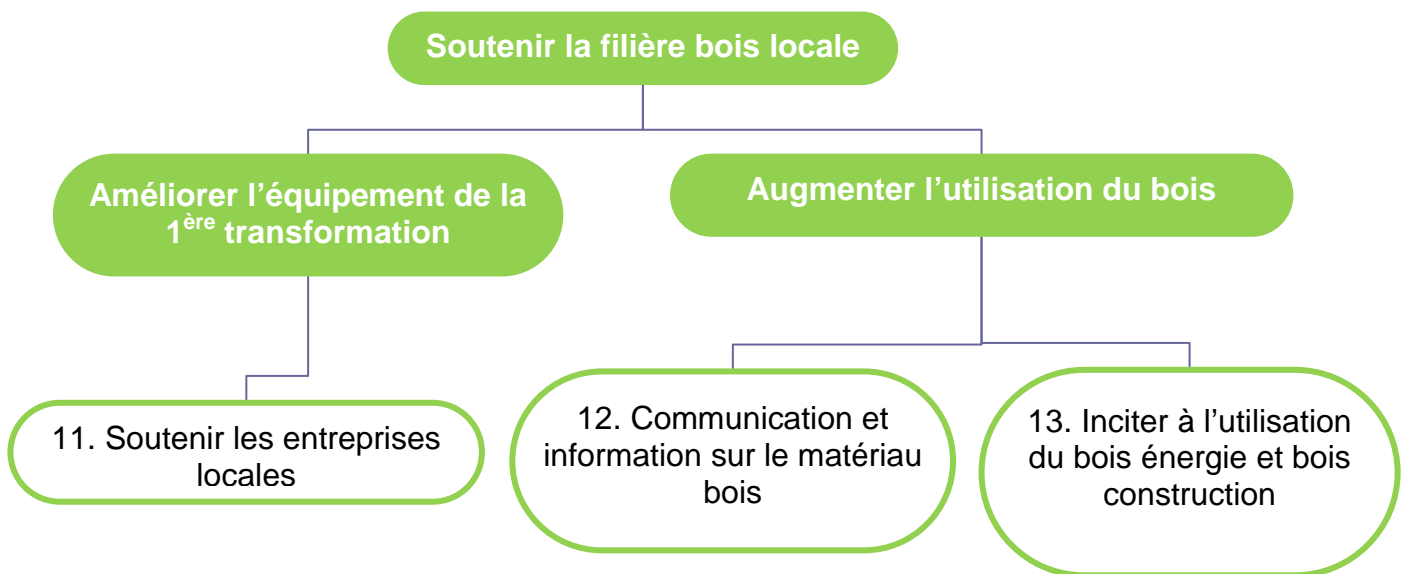 Soutenir la filière bois locale
Améliorer l’équipement de la
1ère transformation
Augmenter l’utilisation du bois
11. Soutenir les entreprises
locales
12. Communication et
information sur le matériau
bois
13. Inciter à l’utilisation
du bois énergie et bois
construction